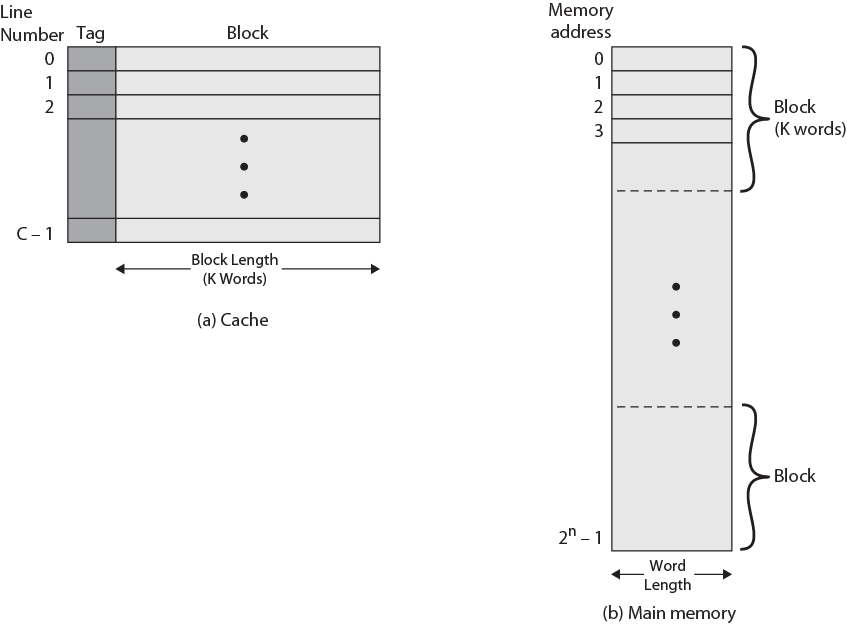 Line
Number
Tag
Block
0
1
2
C – 1
Block Length
(K Words)
(a) Cache
Memory
address
0
1
2
3
Block
(K words)
Block
2ⁿ – 1
Word
Length
(b) Main memory